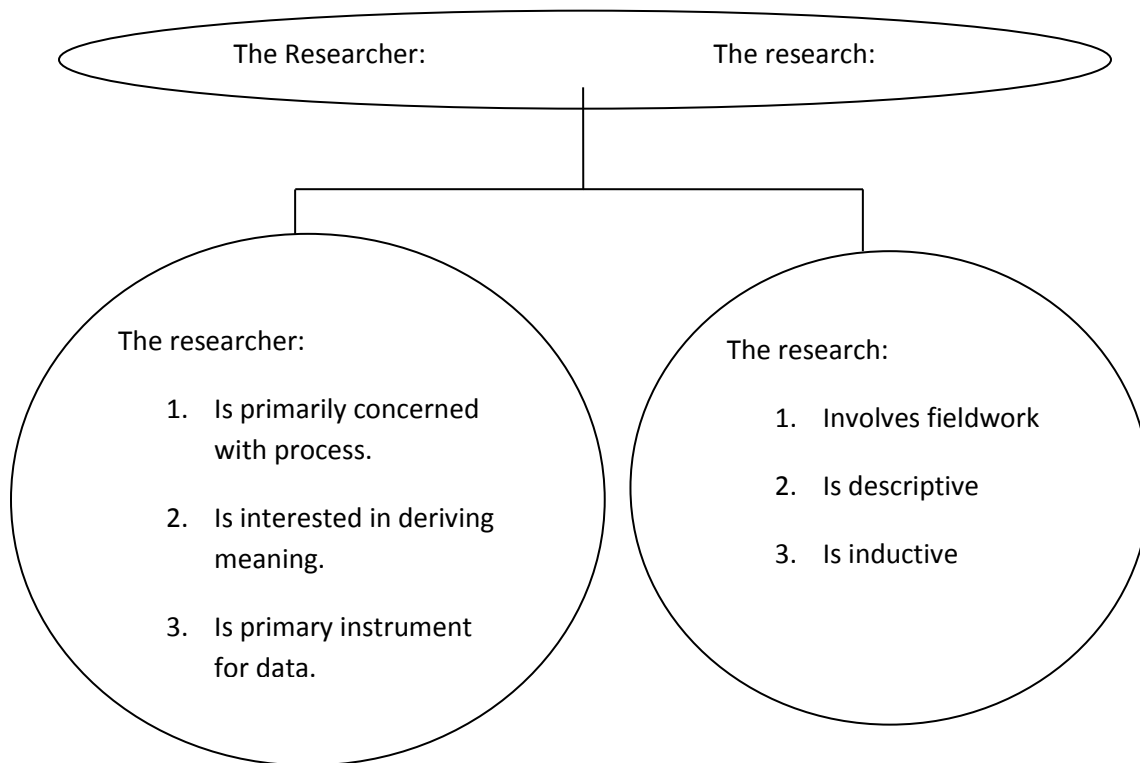 The Researcher: The research:
The researcher:
1. Is primarily concerned
with process.
2. Is interested in deriving
meaning.
3. Is primary instrument
for data.
The research:
1. Involves fieldwork
2. Is descriptive
3. Is inductive